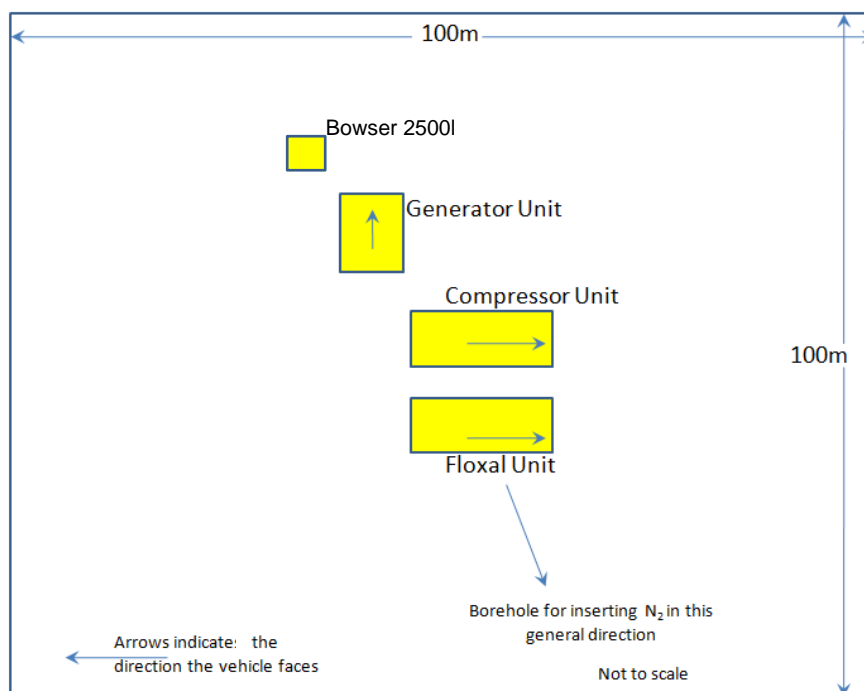 100m
Bowser 2500l
Generator Unit
Compressor Unit
100m
Floxal Unit
Borehole for inserting N₂ in this
general direction
Arrows indicate: the
direction the vehicle faces
Not to scale